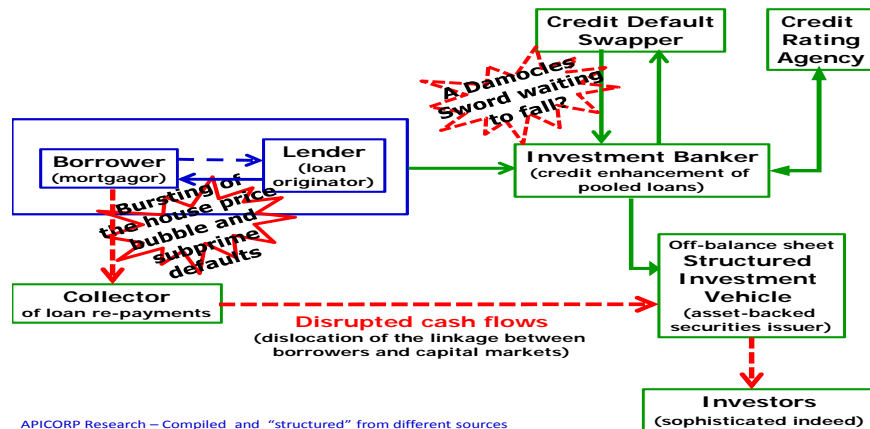 Credit Default
Swapper
Credit
Rating
Agency
A Damocles
Sword waiting
to fall?
Borrower
(mortgagor)
Lender
(loan
originator)
Investment Banker
(credit enhancement of
pooled loans)
Bursting of
the house price
bubble and
subprime
defaults
Off-balance sheet
Structured
Investment
Vehicle
(asset-backed
securities issuer)
Collector
of loan re-payments
Disrupted cash flows
(dislocation of the linkage between
borrowers and capital markets)
Investors
(sophisticated indeed)
APICORP Research – Compiled and “structured” from different sources